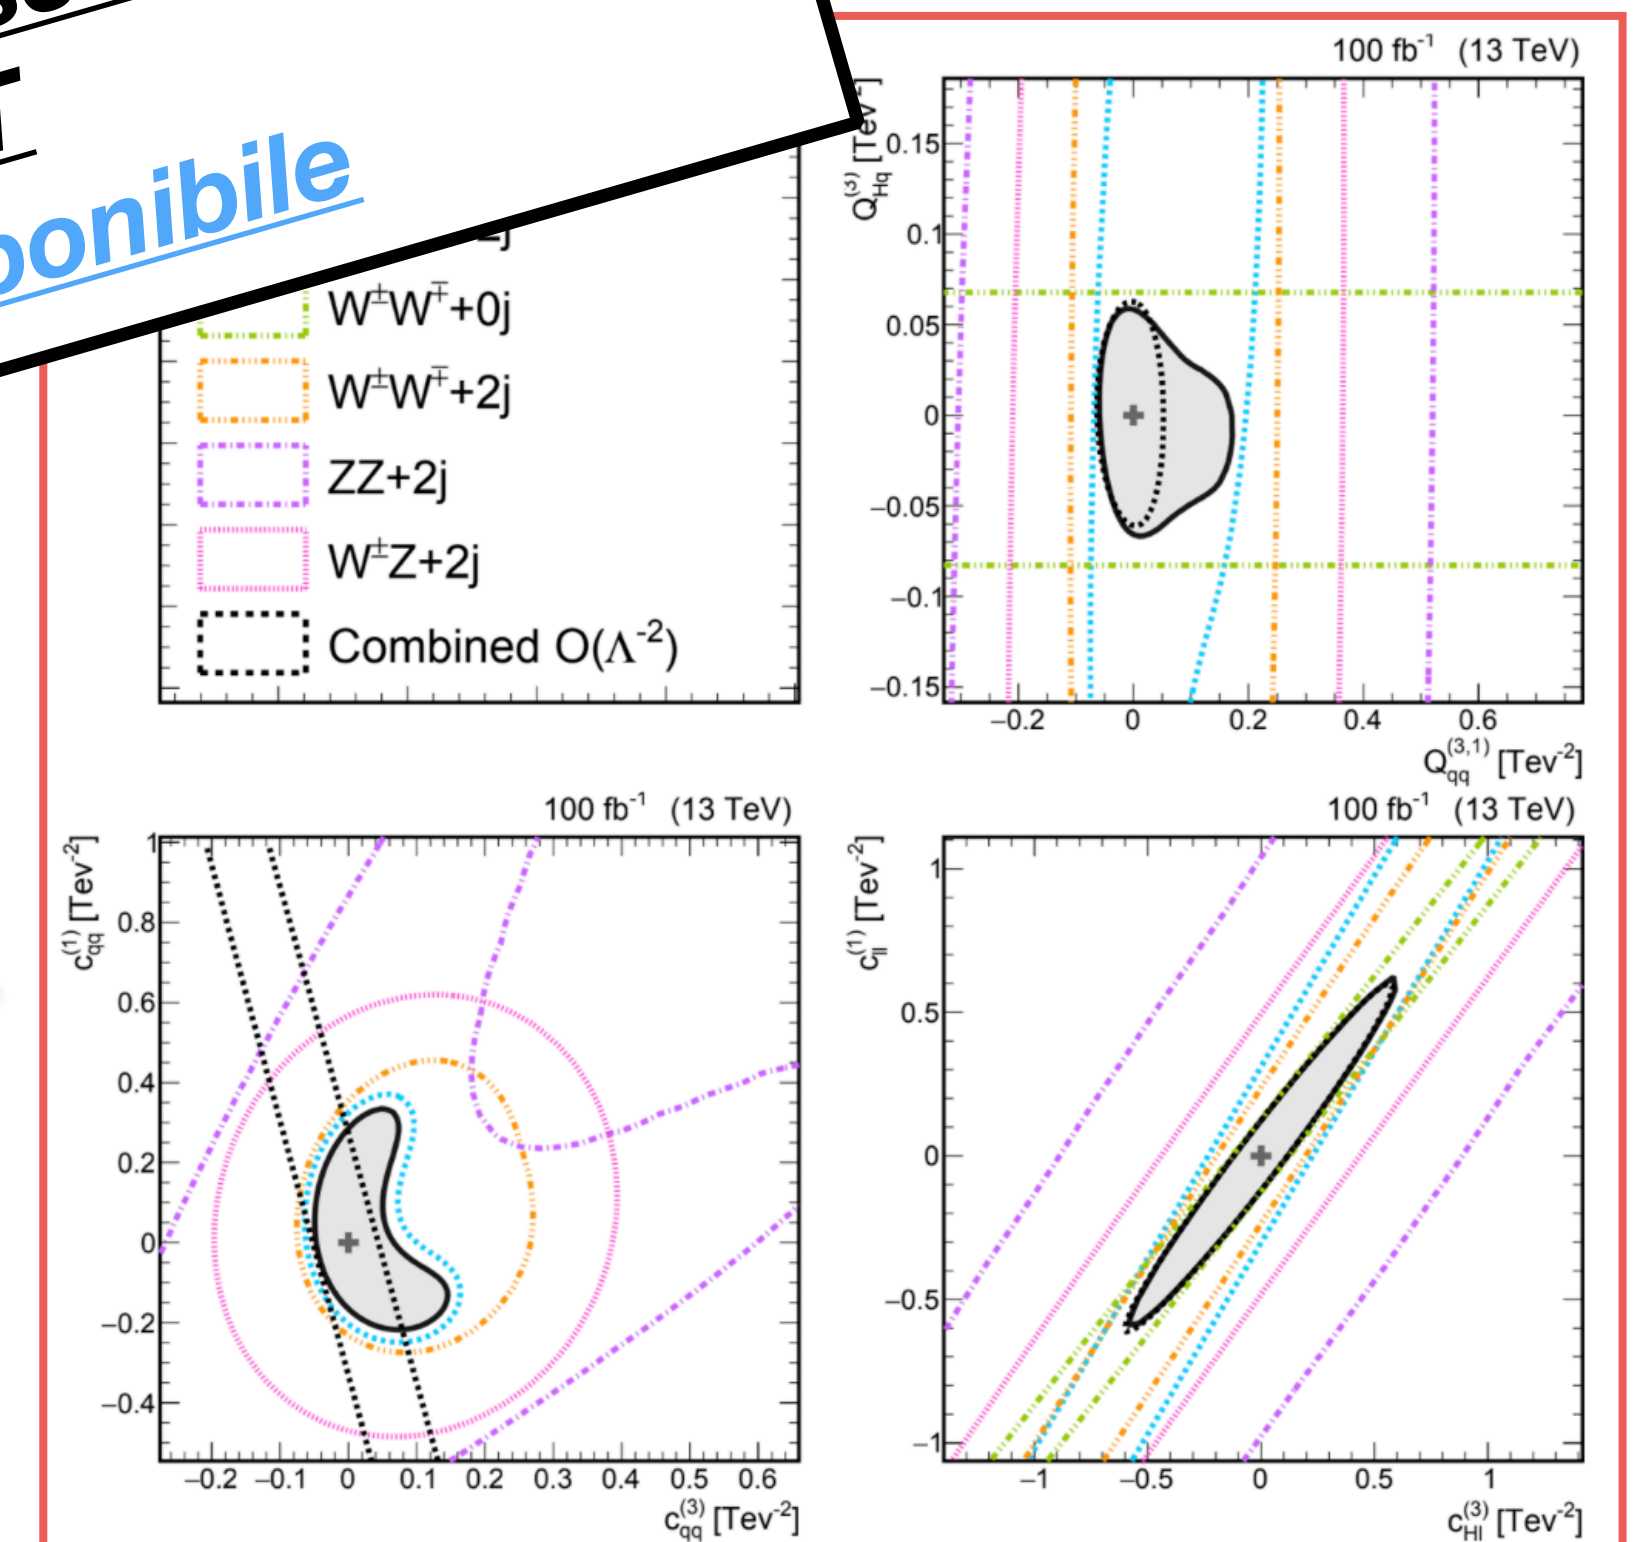 ponibile
W±W∓+0j
W±W∓+2j
ZZ+2j
W±Z+2j
Combined O(Λ-2)
100 fb-1 (13 TeV)
Q(3)Hq [Tev-2]
0.15
0.1
0.05
0
−0.05
−0.1
−0.15
−0.2 0 0.2 0.4 0.6
Q(3,1)qq [Tev-2]
100 fb-1 (13 TeV)
c(1)qq [Tev-2]
1
0.8
0.6
0.4
0.2
0
−0.2
−0.4
−0.2 −0.1 0 0.1 0.2 0.3 0.4 0.5 0.6
c(3)qq [Tev-2]
100 fb-1 (13 TeV)
c(1)ll [Tev-2]
1
0.5
0
−0.5
−1
−1 −0.5 0 0.5 1
c(3)Hl [Tev-2]